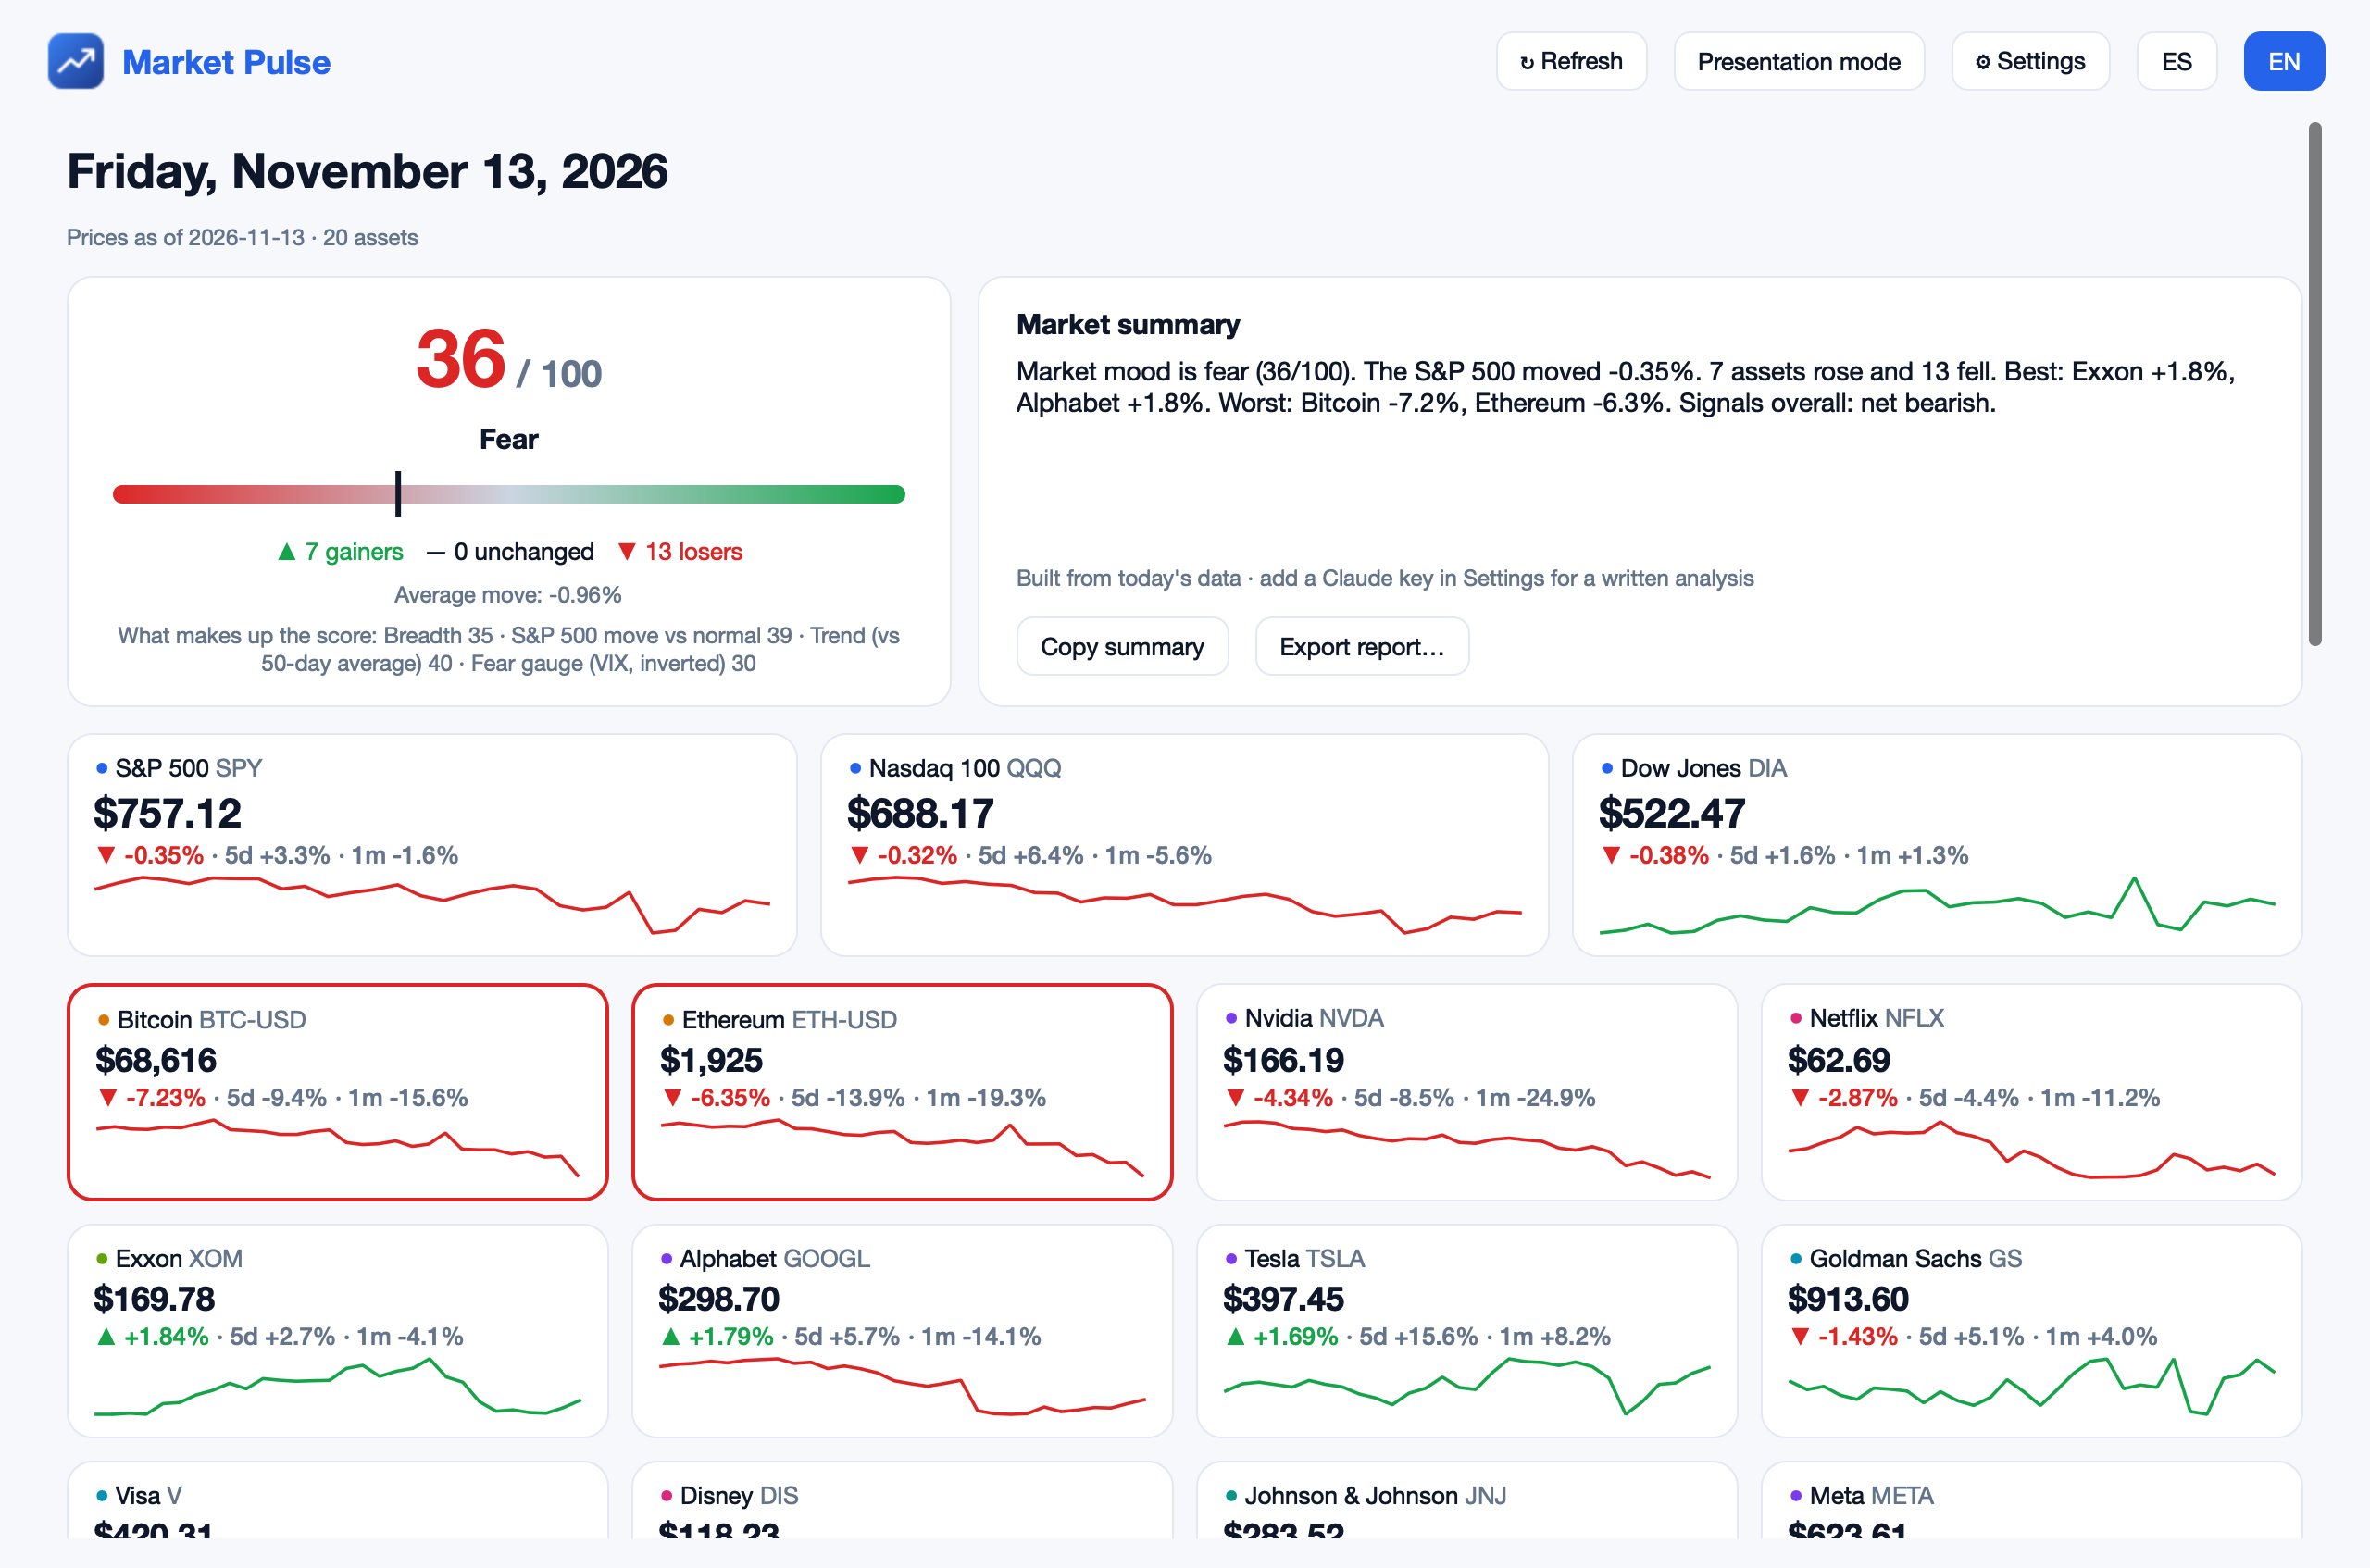 Market Pulse
↻ Refresh
Presentation mode
⚙ Settings
ES
EN
Friday, November 13, 2026
Prices as of 2026-11-13 · 20 assets
36 / 100
Fear
▲ 7 gainers — 0 unchanged ▼ 13 losers
Average move: -0.96%
What makes up the score: Breadth 35 · S&P 500 move vs normal 39 · Trend (vs
50-day average) 40 · Fear gauge (VIX, inverted) 30
Market summary
Market mood is fear (36/100). The S&P 500 moved -0.35%. 7 assets rose and 13 fell. Best: Exxon +1.8%,
Alphabet +1.8%. Worst: Bitcoin -7.2%, Ethereum -6.3%. Signals overall: net bearish.
Built from today's data · add a Claude key in Settings for a written analysis
Copy summary
Export report...
S&P 500 SPY
$757.12
▼ -0.35% · 5d +3.3% · 1m -1.6%
Nasdaq 100 QQQ
$688.17
▼ -0.32% · 5d +6.4% · 1m -5.6%
Dow Jones DIA
$522.47
▼ -0.38% · 5d +1.6% · 1m +1.3%
Bitcoin BTC-USD
$68,616
▼ -7.23% · 5d -9.4% · 1m -15.6%
Ethereum ETH-USD
$1,925
▼ -6.35% · 5d -13.9% · 1m -19.3%
Nvidia NVDA
$166.19
▼ -4.34% · 5d -8.5% · 1m -24.9%
Netflix NFLX
$62.69
▼ -2.87% · 5d -4.4% · 1m -11.2%
Exxon XOM
$169.78
▲ +1.84% · 5d +2.7% · 1m -4.1%
Alphabet GOOGL
$298.70
▲ +1.79% · 5d +5.7% · 1m -14.1%
Tesla TSLA
$397.45
▲ +1.69% · 5d +15.6% · 1m +8.2%
Goldman Sachs GS
$913.60
▼ -1.43% · 5d +5.1% · 1m +4.0%
Visa V
$420.31
Disney DIS
$118.23
Johnson & Johnson JNJ
$283.52
Meta META
$623.61